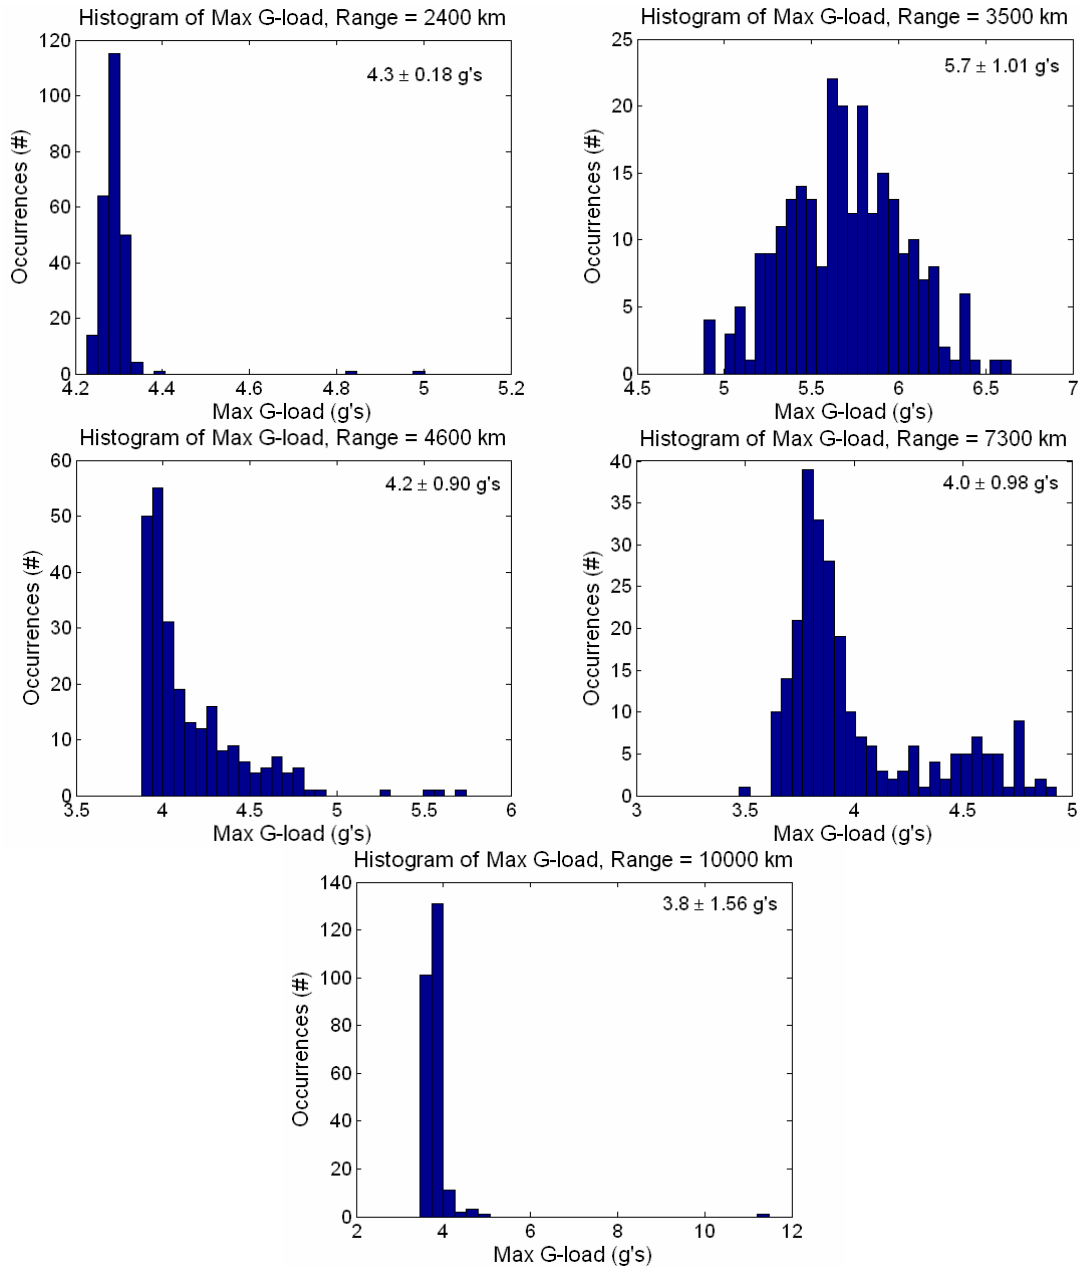 Histogram of Max G-load, Range = 2400 km
4.3 ± 0.18 g's
Occurrences (#)
120
100
80
60
40
20
0
4.2 4.4 4.6 4.8 5 5.2
Max G-load (g's)
Histogram of Max G-load, Range = 3500 km
5.7 ± 1.01 g's
Occurrences (#)
25
20
15
10
5
0
4.5 5 5.5 6 6.5 7
Max G-load (g's)
Histogram of Max G-load, Range = 4600 km
4.2 ± 0.90 g's
Occurrences (#)
60
50
40
30
20
10
0
3.5 4 4.5 5 5.5 6
Max G-load (g's)
Histogram of Max G-load, Range = 7300 km
4.0 ± 0.98 g's
Occurrences (#)
40
35
30
25
20
15
10
5
0
3 3.5 4 4.5 5
Max G-load (g's)
Histogram of Max G-load, Range = 10000 km
3.8 ± 1.56 g's
Occurrences (#)
140
120
100
80
60
40
20
0
2 4 6 8 10 12
Max G-load (g's)